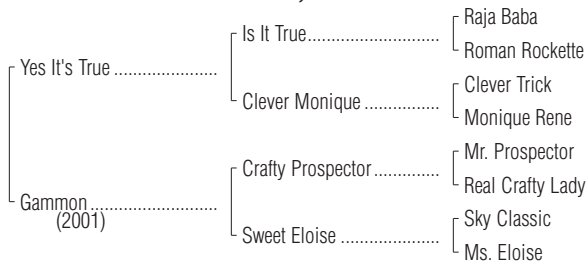 Raja Baba
Is It True
Roman Rockette
Yes It's True
Clever Trick
Clever Monique
Monique Rene
Mr. Prospector
Crafty Prospector
Real Crafty Lady
Gammon
(2001)
Sky Classic
Sweet Eloise
Ms. Eloise